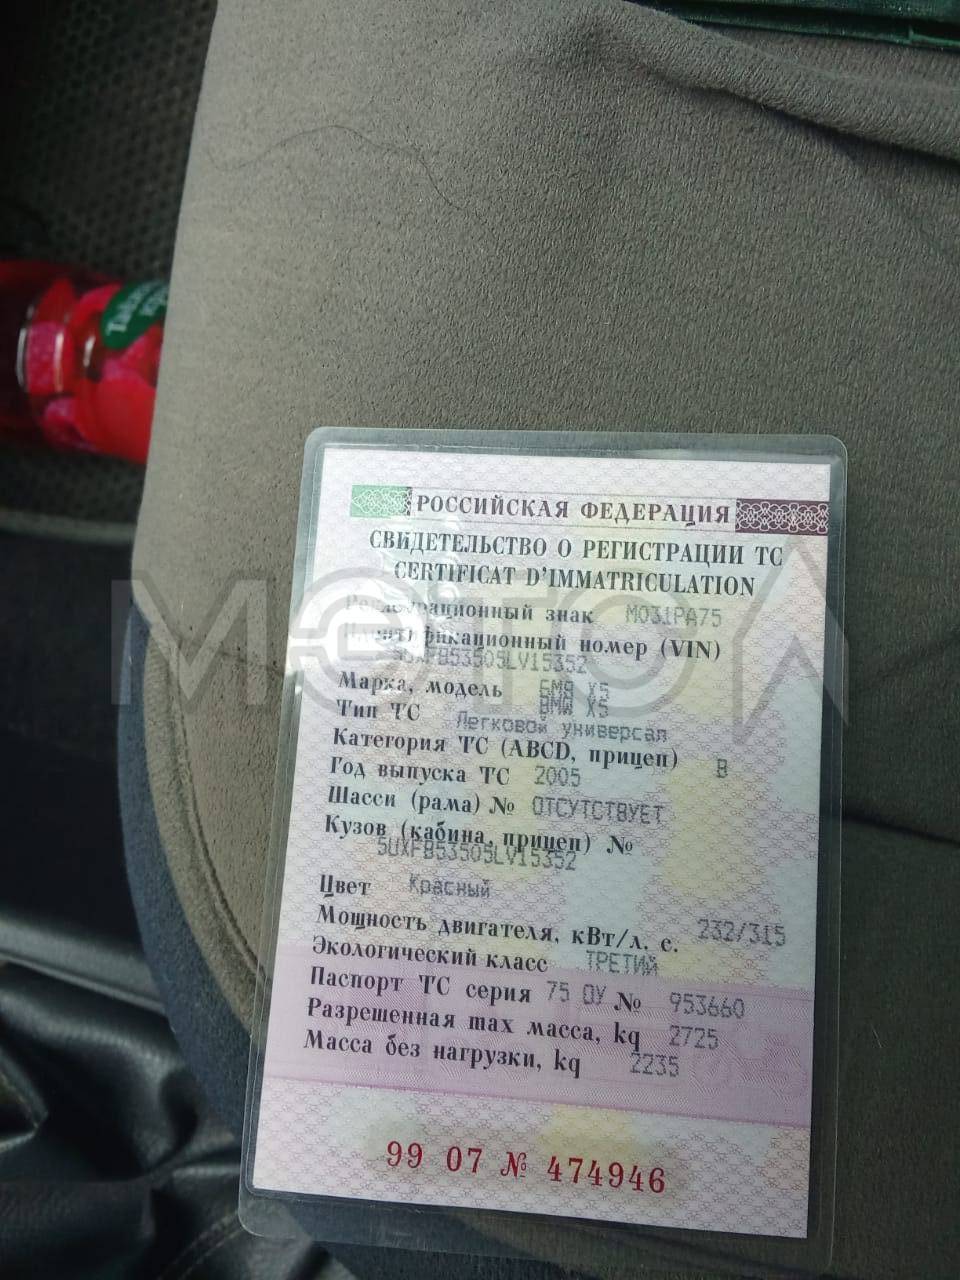 РОССИЙСКАЯ ФЕДЕРАЦИЯ
СВИДЕТЕЛЬСТВО О РЕГИСТРАЦИИ ТС
CERTIFICAT D'IMMATRICULATION
Регистрационный знак М031РА75
Идентификационный номер (VIN)
5UXFB53505LV15352
Марка, модель БМВ X5
BMW X5
Тип ТС Легковой универсал
Категория ТС (ABCD, прицеп) B
Год выпуска ТС 2005
Шасси (рама) № ОТСУТСТВУЕТ
Кузов (кабина, прицеп) №
5UXFB53505LV15352
Цвет Красный
Мощность двигателя, кВт/л. с. 232/315
Экологический класс ТРЕТИЙ
Паспорт ТС серия 75 ОУ № 953660
Разрешенная max масса, kg 2725
Масса без нагрузки, kg 2235
99 07 № 474946